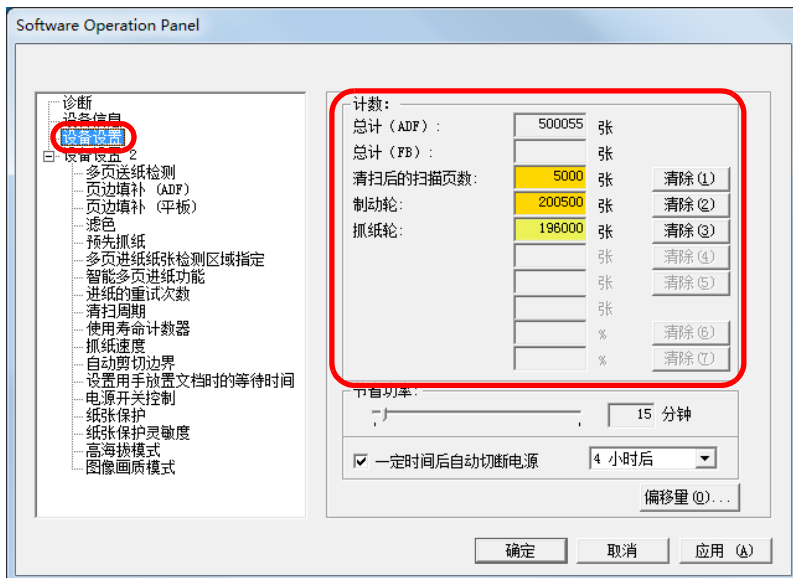 Software Operation Panel
诊断
设备信息
设备设置
设备设置 2
多页送纸检测
页边填补 (ADF)
页边填补 (平板)
滤色
预先抓纸
多页进纸纸张检测区域指定
智能多页进纸功能
进纸的重试次数
清扫周期
使用寿命计数器
抓纸速度
自动剪切边界
设置用手放置文档时的等待时间
电源开关控制
纸张保护
纸张保护灵敏度
高海拔模式
图像画质模式
计数:
总计 (ADF) : 500055 张
总计 (FB) : 张
清扫后的扫描页数: 5000 张 清除(1)
制动轮: 200500 张 清除(2)
抓纸轮: 196000 张 清除(3)
张 清除(4)
张 清除(5)
张
% 清除(6)
% 清除(7)
节省功率:
15 分钟
一定时间后自动切断电源 4 小时后
偏移量(O)...
确定 取消 应用 (A)